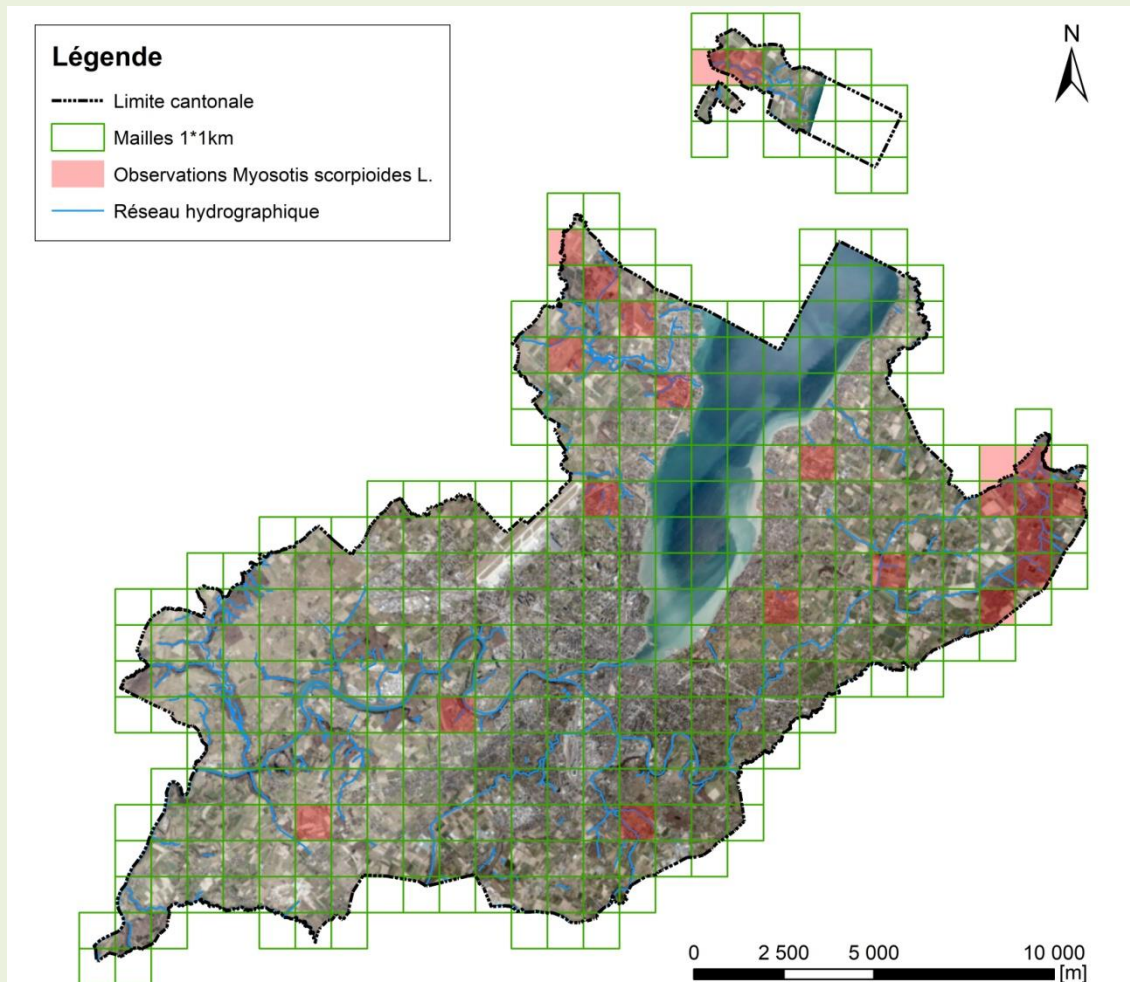 Légende
Limite cantonale
Mailles 1*1km
Observations Myosotis scorpioides L.
Réseau hydrographique
N
0 2 500 5 000 10 000
[m]